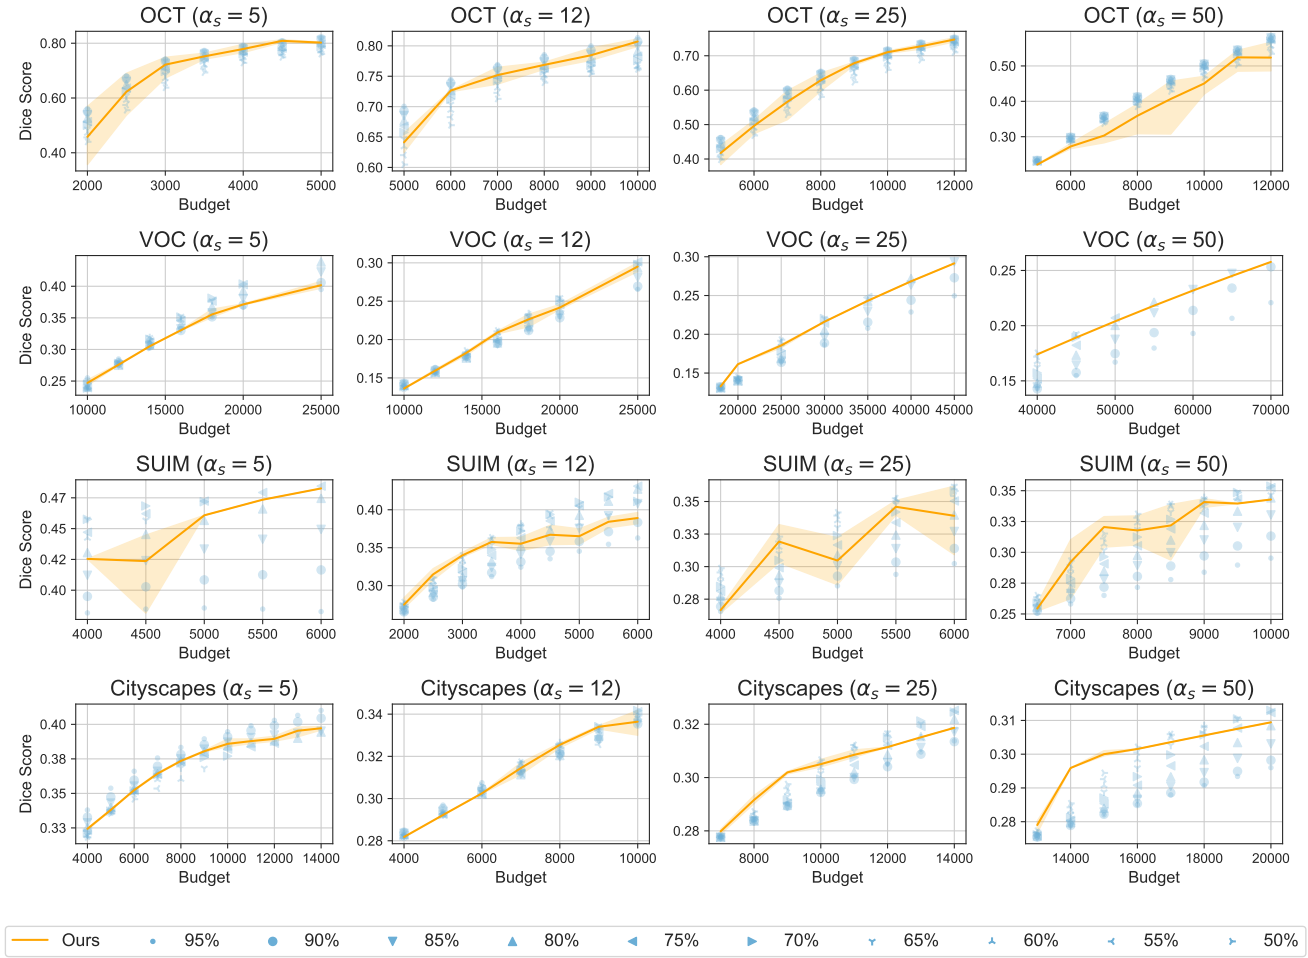 OCT (αₛ = 5)
OCT (αₛ = 12)
OCT (αₛ = 25)
OCT (αₛ = 50)
Dice Score
0.80
0.60
0.40
2000 3000 4000 5000
Budget
0.80
0.75
0.70
0.65
0.60
5000 6000 7000 8000 9000 10000
Budget
0.70
0.60
0.50
0.40
6000 8000 10000 12000
Budget
0.50
0.40
0.30
6000 8000 10000 12000
Budget
VOC (αₛ = 5)
VOC (αₛ = 12)
VOC (αₛ = 25)
VOC (αₛ = 50)
Dice Score
0.40
0.35
0.30
0.25
10000 15000 20000 25000
Budget
0.30
0.25
0.20
0.15
10000 15000 20000 25000
Budget
0.30
0.25
0.20
0.15
20000 25000 30000 35000 40000 45000
Budget
0.25
0.20
0.15
40000 50000 60000 70000
Budget
SUIM (αₛ = 5)
SUIM (αₛ = 12)
SUIM (αₛ = 25)
SUIM (αₛ = 50)
Dice Score
0.47
0.45
0.42
0.40
4000 4500 5000 5500 6000
Budget
0.40
0.35
0.30
2000 3000 4000 5000 6000
Budget
0.35
0.33
0.30
0.28
4000 4500 5000 5500 6000
Budget
0.35
0.33
0.30
0.28
0.25
7000 8000 9000 10000
Budget
Cityscapes (αₛ = 5)
Cityscapes (αₛ = 12)
Cityscapes (αₛ = 25)
Cityscapes (αₛ = 50)
Dice Score
0.40
0.38
0.35
0.33
4000 6000 8000 10000 12000 14000
Budget
0.34
0.32
0.30
0.28
4000 6000 8000 10000
Budget
0.32
0.30
0.28
8000 10000 12000 14000
Budget
0.31
0.30
0.29
0.28
14000 16000 18000 20000
Budget
Ours 95% 90% 85% 80% 75% 70% 65% 60% 55% 50%